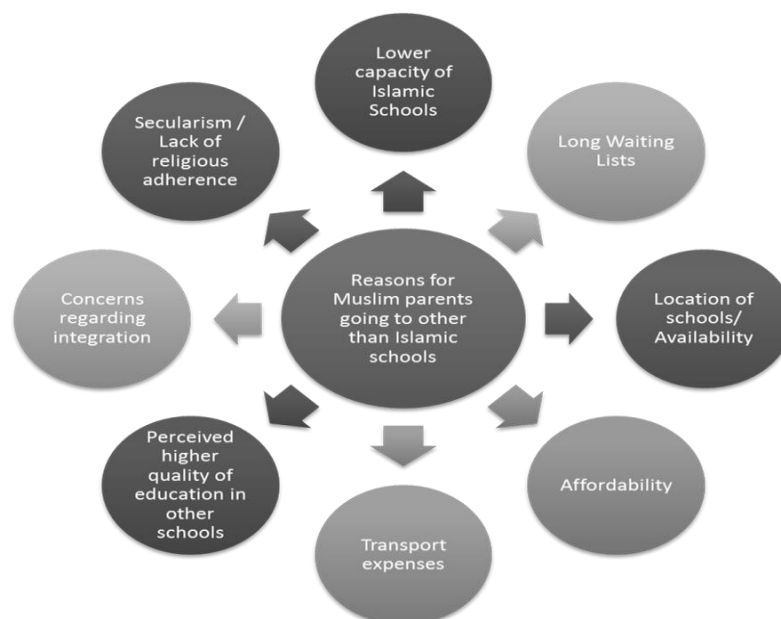 Lower
capacity of
Islamic
Schools
Long Waiting
Lists
Location of
schools/
Availability
Affordability
Transport
expenses
Perceived
higher
quality of
education in
other
schools
Concerns
regarding
integration
Secularism /
Lack of
religious
adherence
Reasons for
Muslim parents
going to other
than Islamic
schools